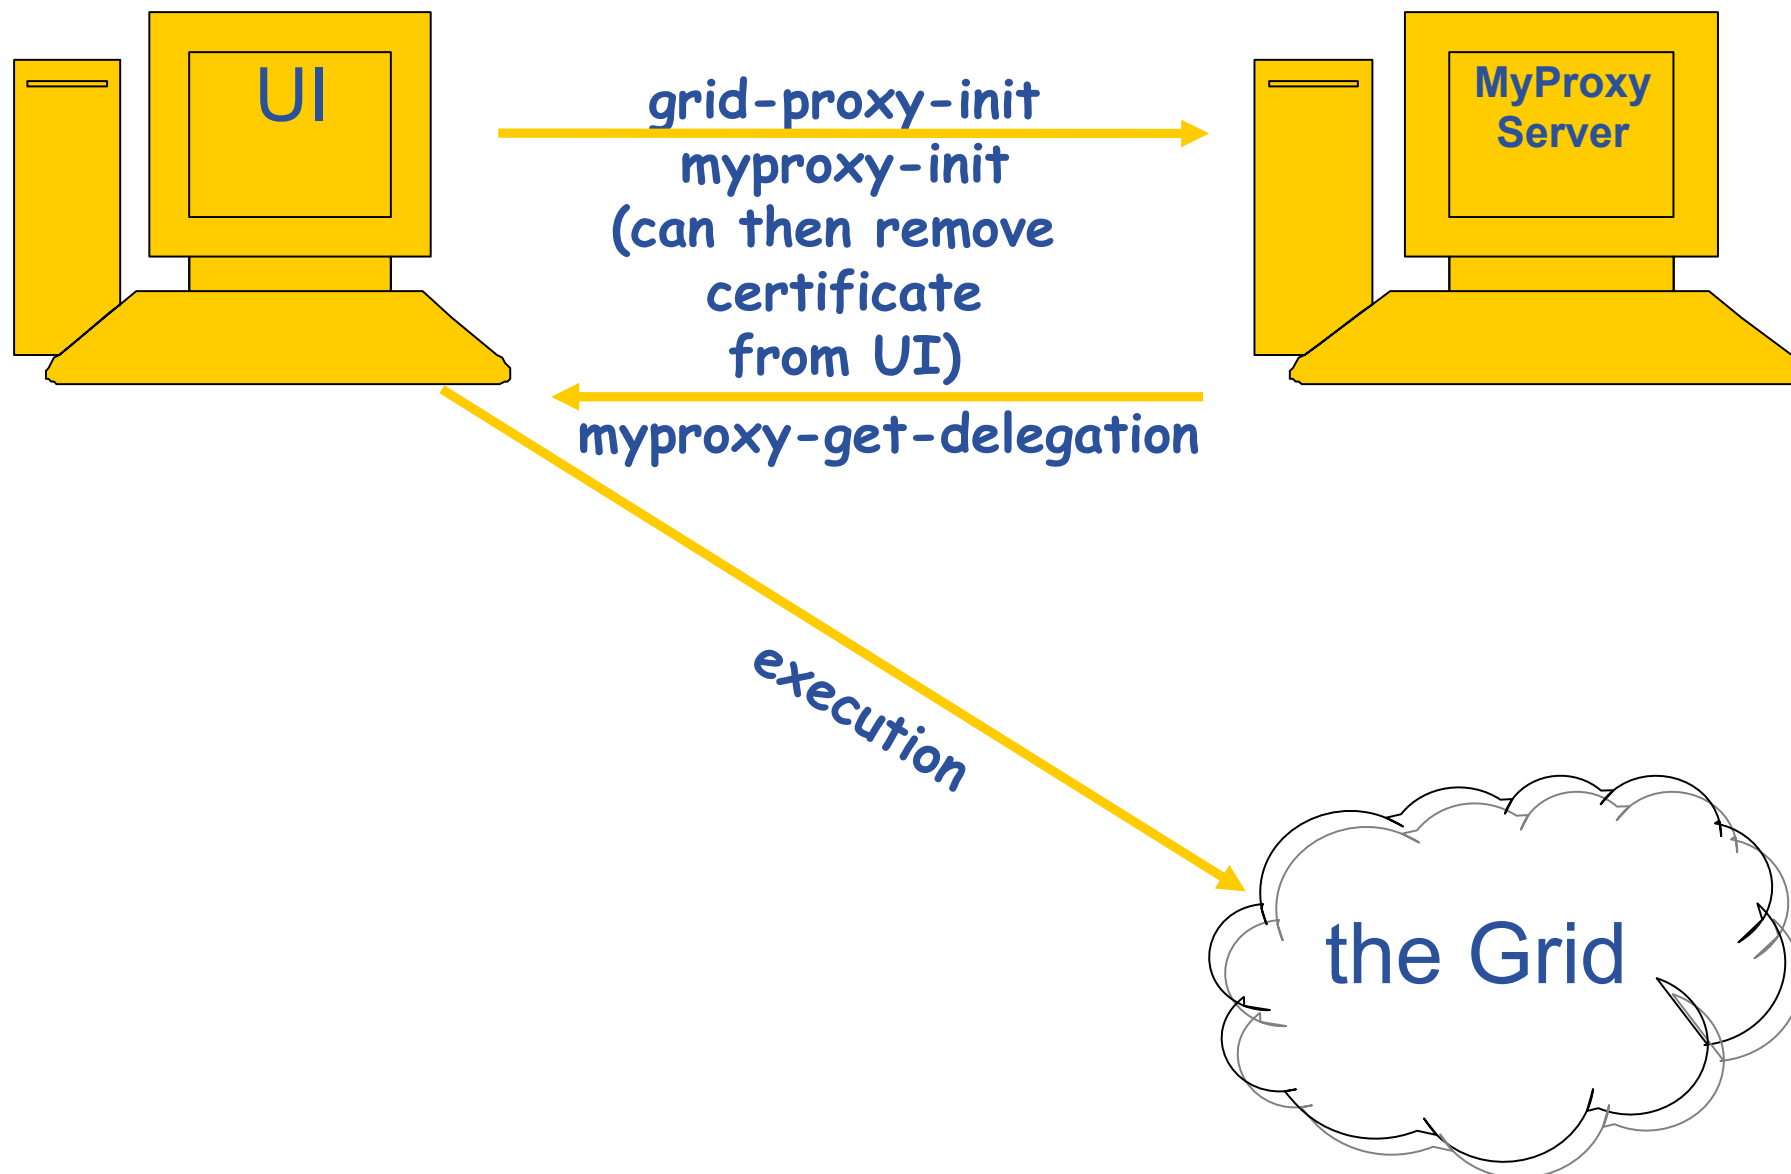 UI
grid-proxy-init
myproxy-init
(can then remove
certificate
from UI)
myproxy-get-delegation
MyProxy
Server
execution
the Grid